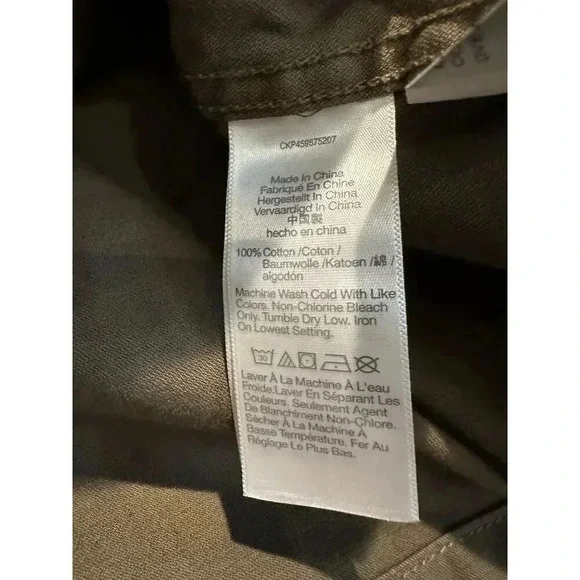 CKP459575207
Made In China
Fabriqué En Chine
Hergestellt In China
Vervaardigd In China
中国製
hecho en china
100% Cotton /Coton /
Baumwolle /Katoen /綿 /
algodón
Machine Wash Cold With Like
Colors. Non-Chlorine Bleach
Only. Tumble Dry Low. Iron
On Lowest Setting.
30
Laver À La Machine À L'eau
Froide.Laver En Séparant Les
Couleurs. Seulement Agent
De Blanchiment Non-Chlore.
Sécher À La Machine À
Basse Température. Fer Au
Réglage Le Plus Bas.